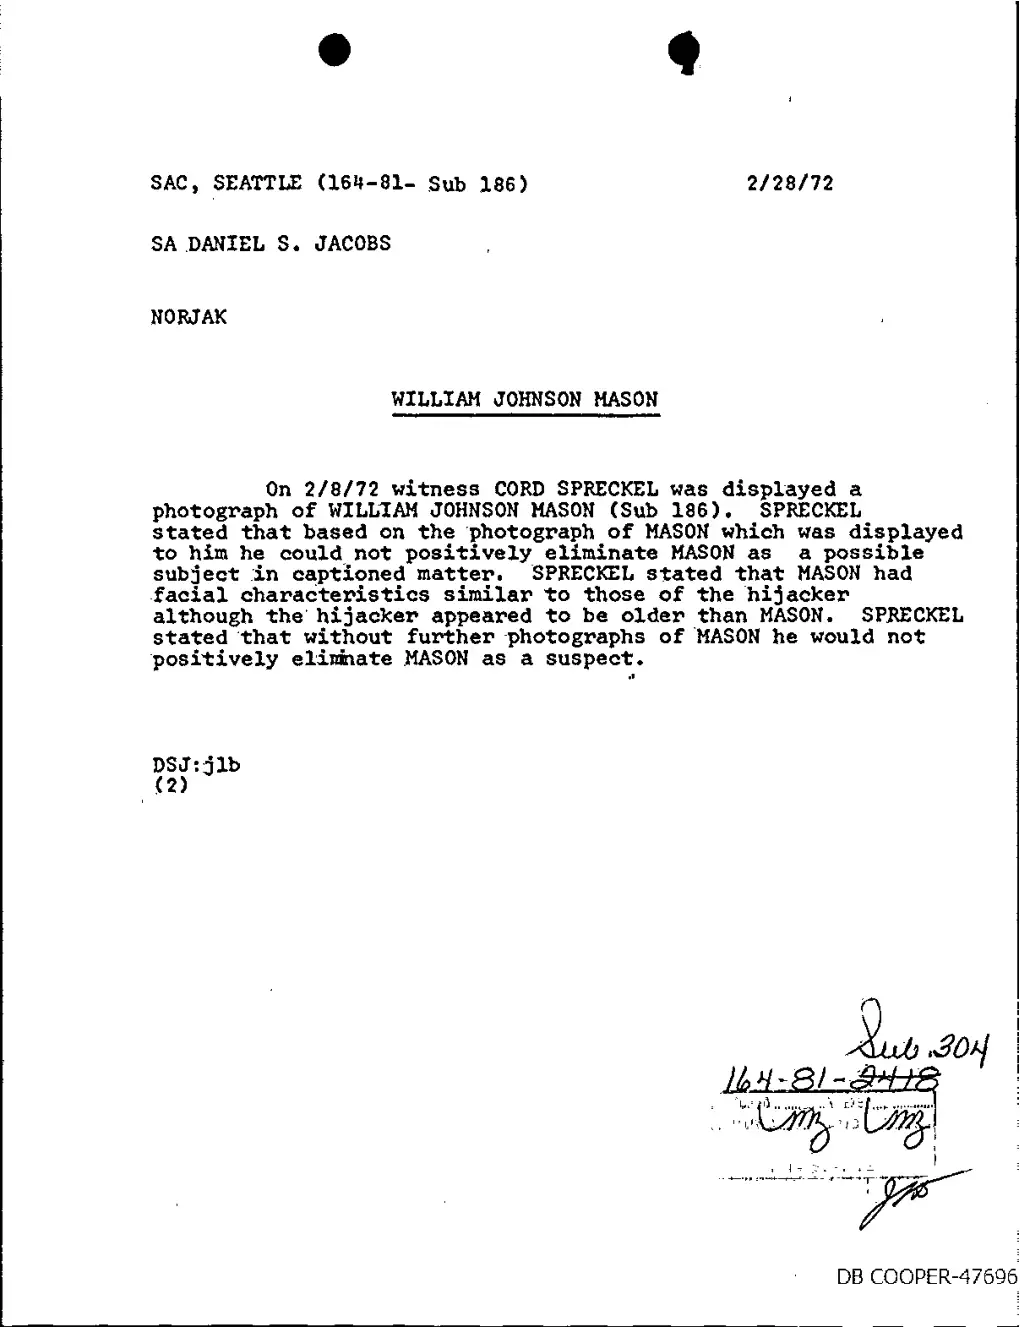 SAC, SEATTLE (164-81- Sub 186) 2/28/72
SA DANIEL S. JACOBS
NORJAK
WILLIAM JOHNSON MASON
On 2/8/72 witness CORD SPRECKEL was displayed a
photograph of WILLIAM JOHNSON MASON (Sub 186). SPRECKEL
stated that based on the photograph of MASON which was displayed
to him he could not positively eliminate MASON as a possible
subject in captioned matter. SPRECKEL stated that MASON had
facial characteristics similar to those of the hijacker
although the hijacker appeared to be older than MASON. SPRECKEL
stated that without further photographs of MASON he would not
positively eliminate MASON as a suspect.
DSJ:jlb
(2)
Sub 304
164-81-2418
DB COOPER-47696